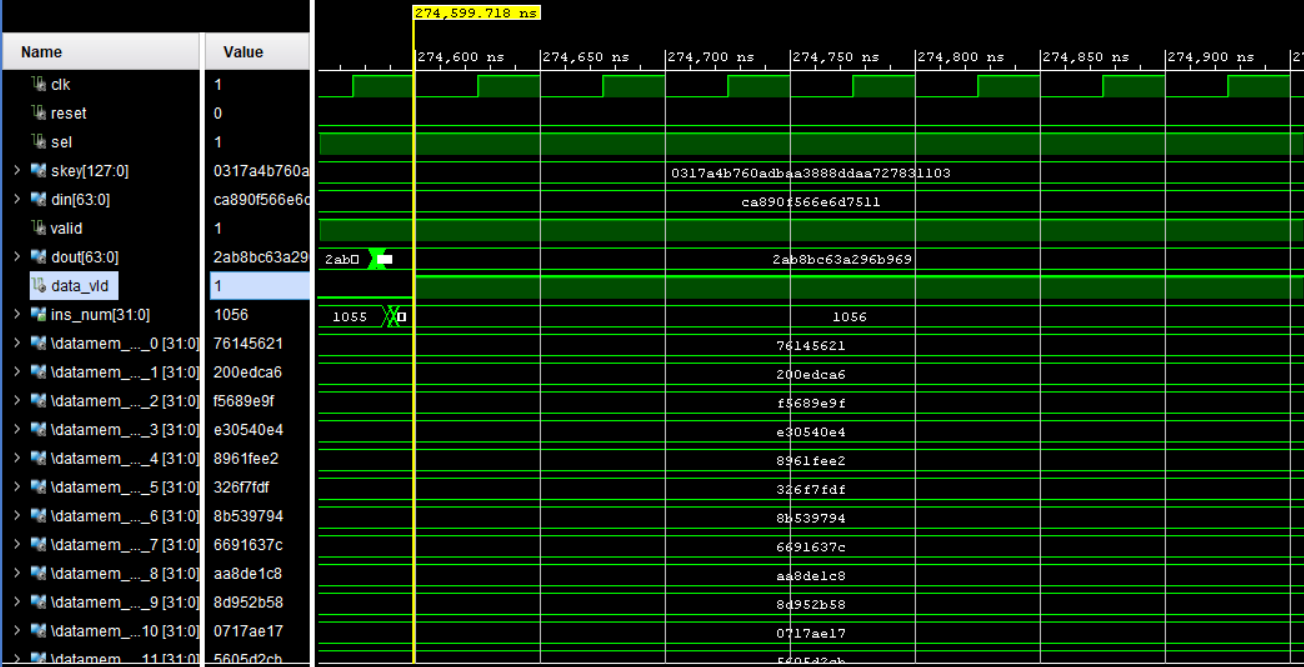 274,599.718 ns
Name Value
274,600 ns 274,650 ns 274,700 ns 274,750 ns 274,800 ns 274,850 ns 274,900 ns 27
clk 1
reset 0
sel 1
skey[127:0] 0317a4b760a 0317a4b760adbaa3888ddaa727831103
din[63:0] ca890f566e6d ca890f566e6d7511
valid 1
dout[63:0] 2ab8bc63a29 2ab 2ab8bc63a296b969
data_vld 1
ins_num[31:0] 1056 1055 1056
\datamem_..._0 [31:0] 76145621 76145621
\datamem_..._1 [31:0] 200edca6 200edca6
\datamem_..._2 [31:0] f5689e9f f5689e9f
\datamem_..._3 [31:0] e30540e4 e30540e4
\datamem_..._4 [31:0] 8961fee2 8961fee2
\datamem_..._5 [31:0] 326f7fdf 326f7fdf
\datamem_..._6 [31:0] 8b539794 8b539794
\datamem_..._7 [31:0] 6691637c 6691637c
\datamem_..._8 [31:0] aa8de1c8 aa8de1c8
\datamem_..._9 [31:0] 8d952b58 8d952b58
\datamem_...10 [31:0] 0717ae17 0717ae17
\datamem_...11 [31:0] 5605d2cb 5605d2cb